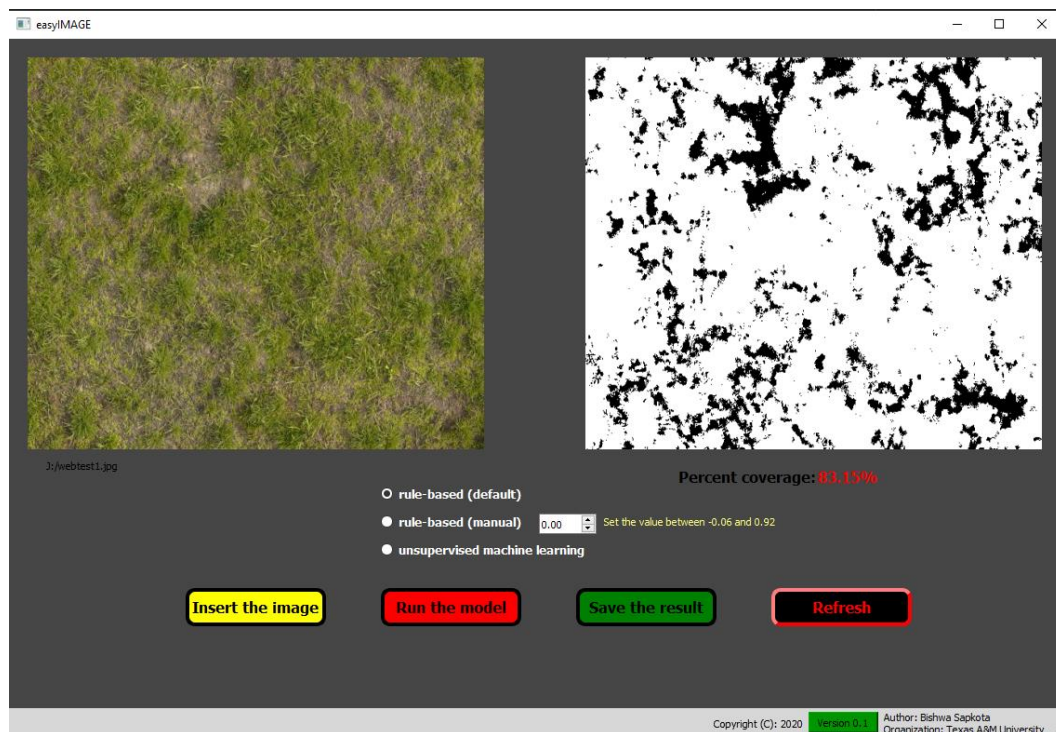 easyIMAGE
J:/webtest1.jpg
Percent coverage: 83.15%
rule-based (default)
rule-based (manual) 0.00 Set the value between -0.06 and 0.92
unsupervised machine learning
Insert the image Run the model Save the result Refresh
Copyright (C): 2020 Version 0.1 Author: Bishwa Sapkota
Organization: Texas A&M University